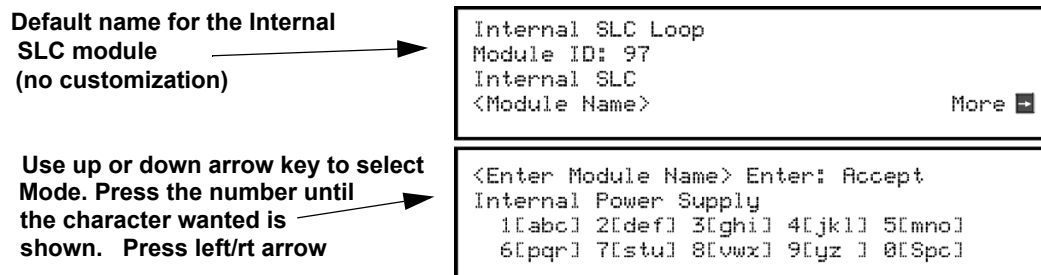 Default name for the Internal
SLC module
(no customization)
Internal SLC Loop
Module ID: 97
Internal SLC
<Module Name> More →
Use up or down arrow key to select
Mode. Press the number until
the character wanted is
shown. Press left/rt arrow
<Enter Module Name> Enter: Accept
Internal Power Supply
1[abc] 2[def] 3[ghi] 4[jkl] 5[mno]
6[pqr] 7[stu] 8[vwx] 9[yz ] 0[Spc]